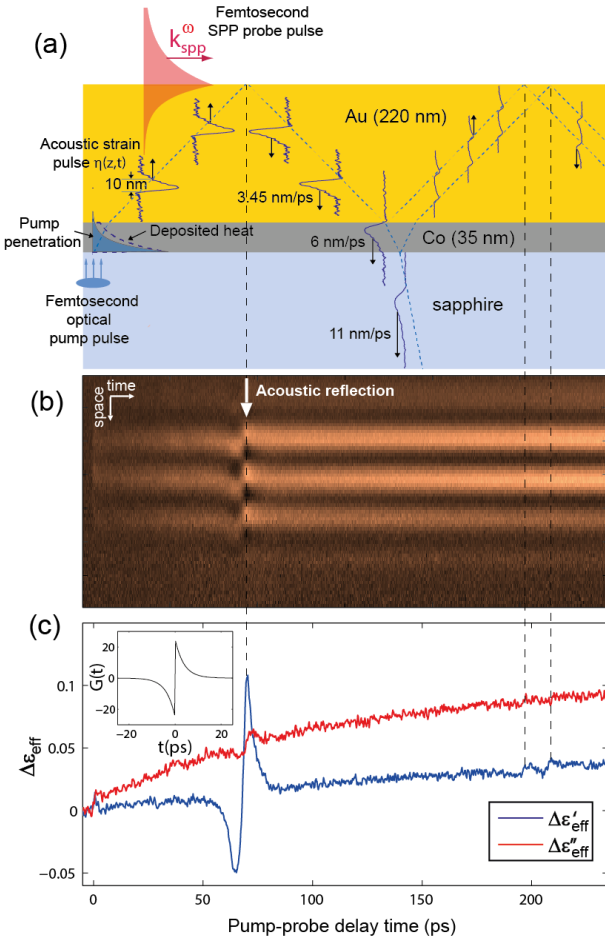 (a)
Femtosecond
SPP probe pulse
k^ω_spp
Au (220 nm)
Acoustic strain
pulse η(z,t)
10 nm
3.45 nm/ps
Pump
penetration
Deposited heat
6 nm/ps
Co (35 nm)
Femtosecond
optical
pump pulse
11 nm/ps
sapphire
(b)
time
space
Acoustic reflection
(c)
G(t)
20
0
-20
-20
0
20
t(ps)
Δε_eff
0.1
0.05
0
-0.05
Δε'_eff
Δε"_eff
0
50
100
150
200
Pump-probe delay time (ps)